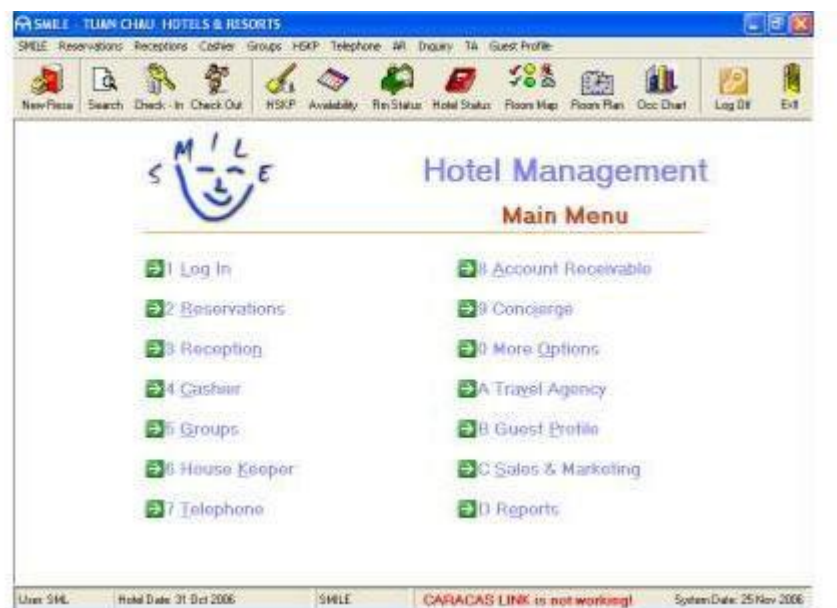 SMILE - TUAN CHAU HOTELS & RESORTS
SMILE Reservations Receptions Cashier Groups HSKP Telephone AR Inquiry TA Guest Profile
New Rese Search Check - In Check Out HSKP Availability Rm Status Hotel Status Room Map Room Plan Occ Chart Log Off Exit
S M I L E
Hotel Management
Main Menu
1 Log In
2 Reservations
3 Reception
4 Cashier
5 Groups
6 House Keeper
7 Telephone
8 Account Receivable
9 Concierge
0 More Options
A Travel Agency
B Guest Profile
C Sales & Marketing
D Reports
User: SML Hotel Date: 31 Oct 2006 SMILE CARACAS LINK is not working! System Date: 25 Nov 2006